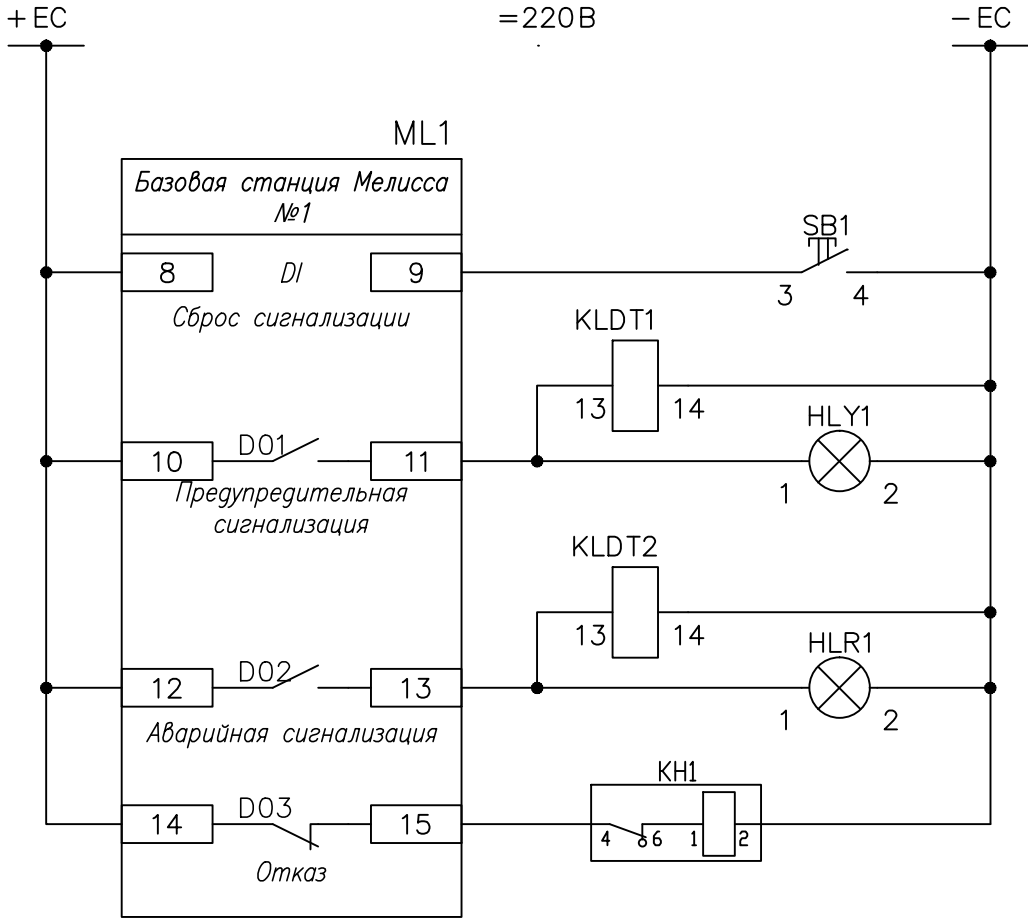 +EC =220В -EC
ML1
Базовая станция Мелисса
№1
SB1
8 DI 9
3 4
Сброс сигнализации
KLDT1
13 14
HLY1
DO1
10 11
1 2
Предупредительная
сигнализация
KLDT2
13 14
HLR1
DO2
12 13
1 2
Аварийная сигнализация
KH1
DO3
14 15
4 6 1 2
Отказ